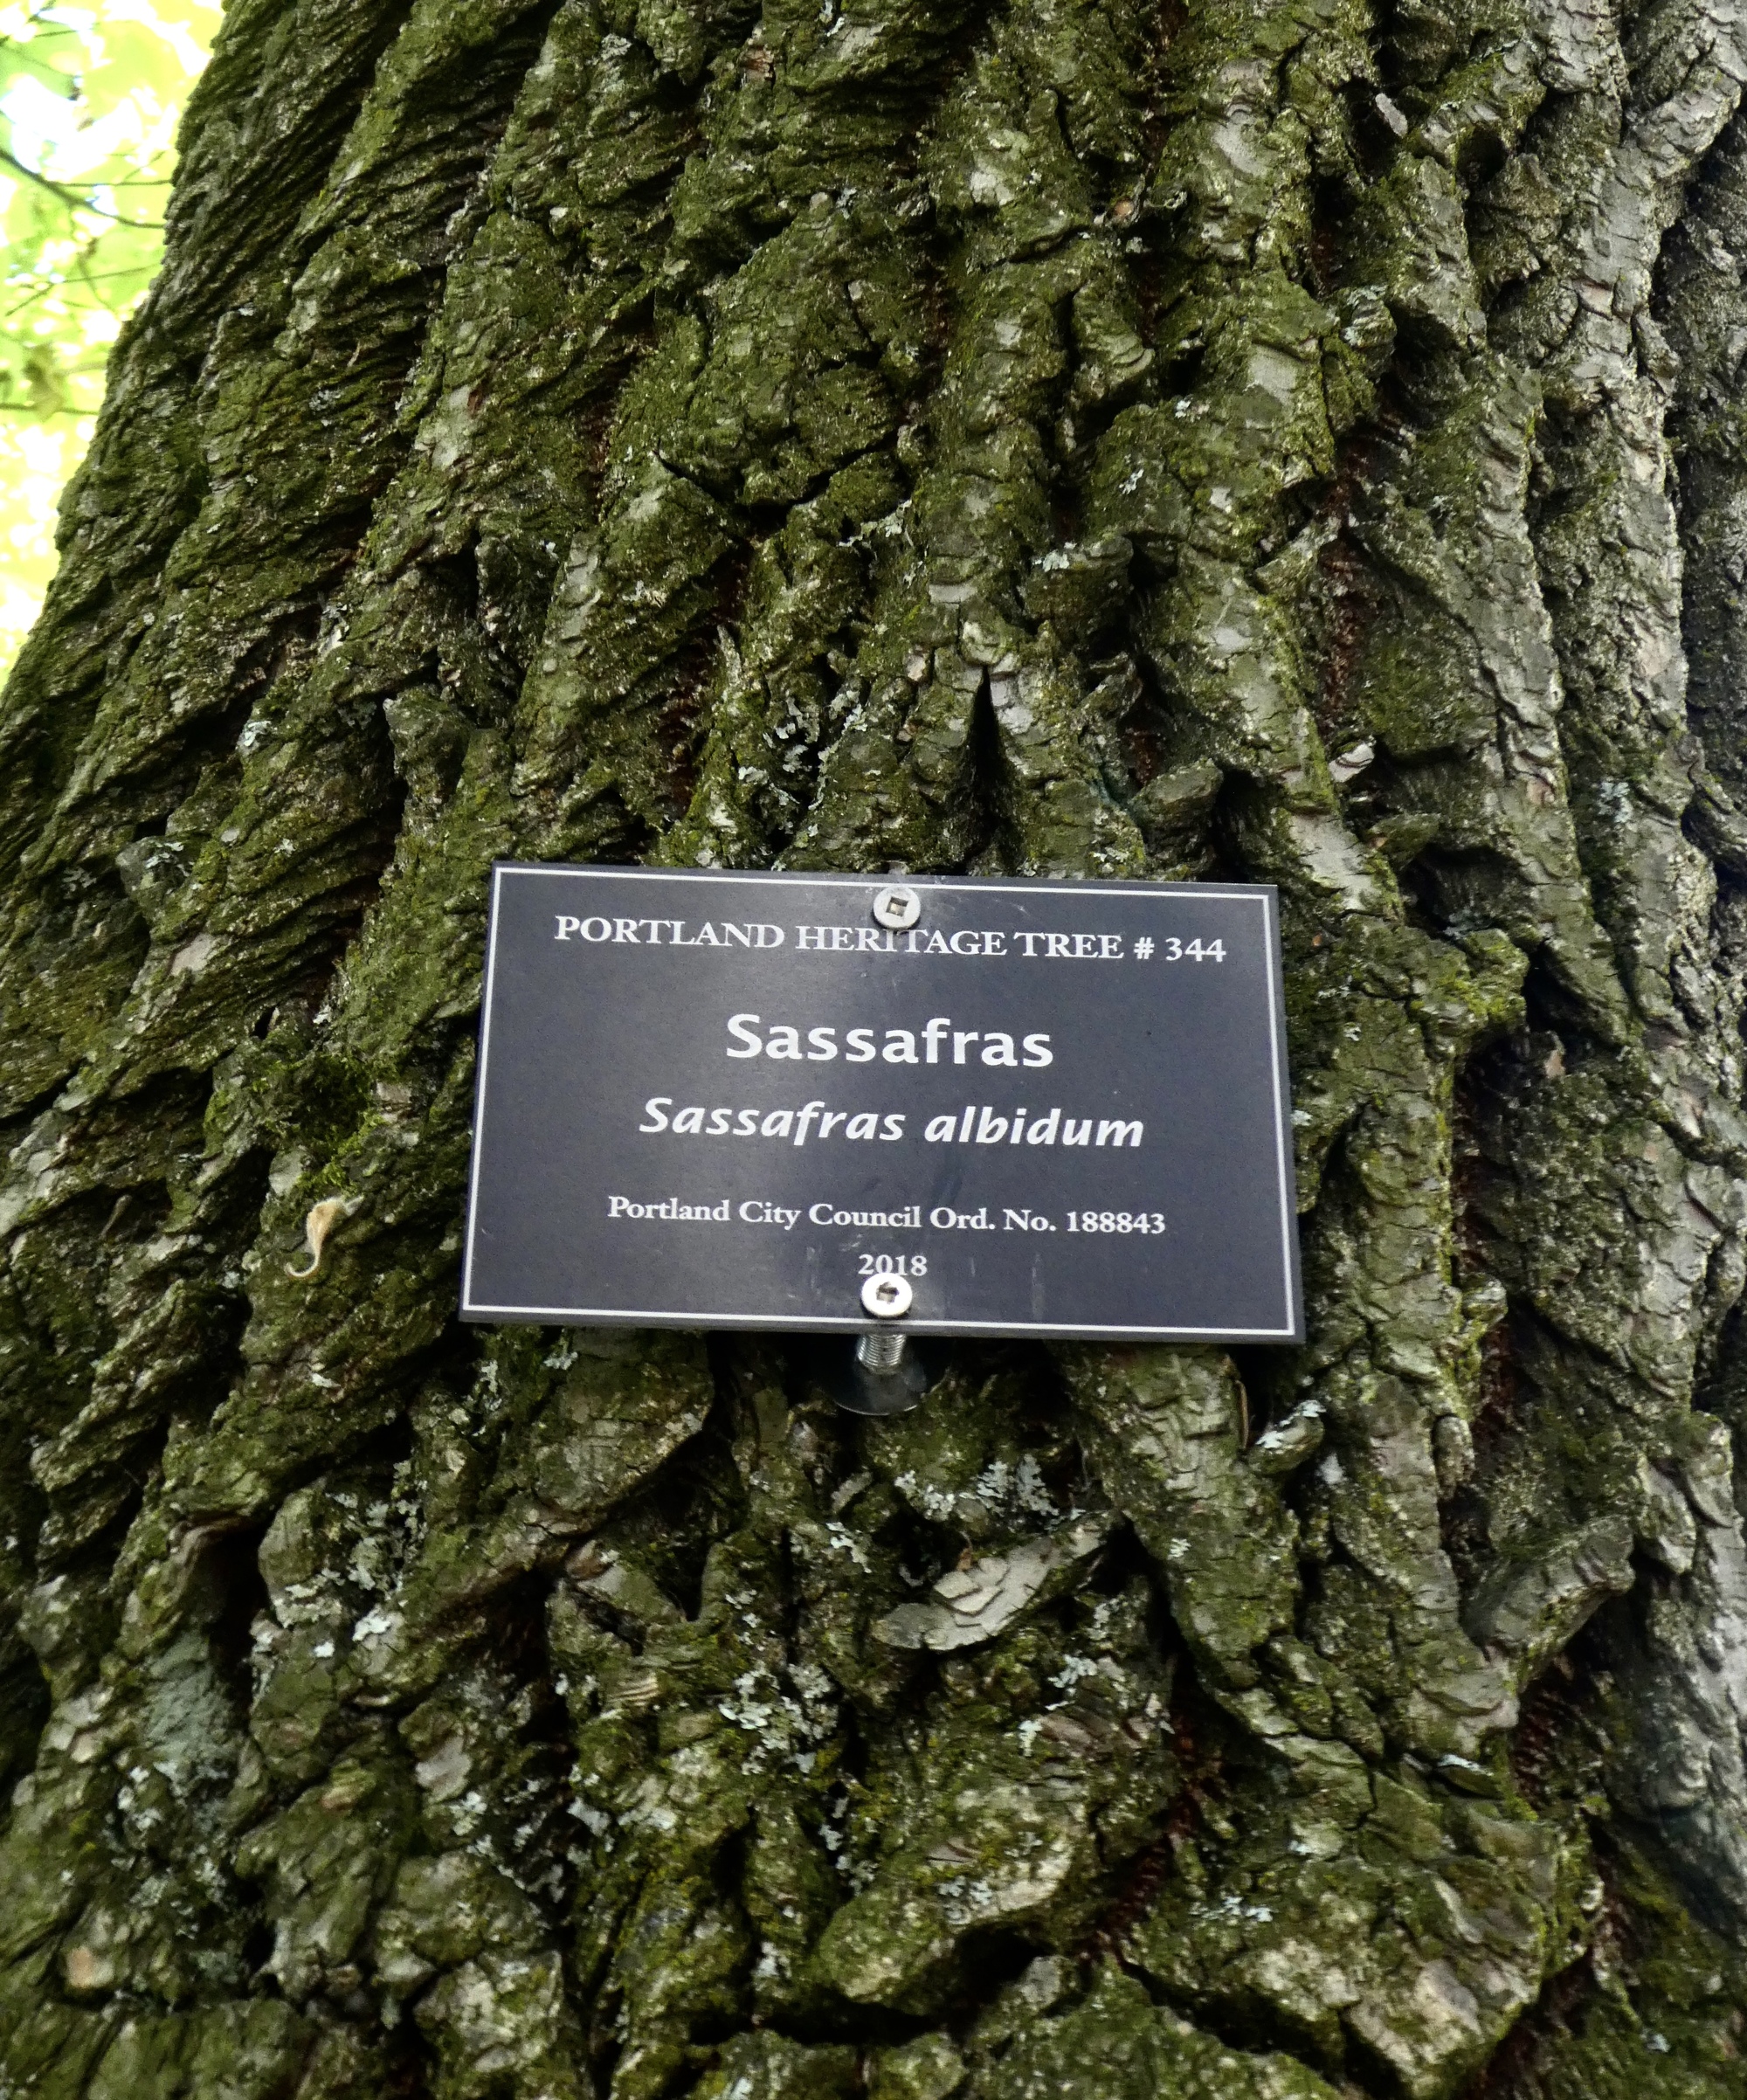 PORTLAND HERITAGE TREE # 344
Sassafras
Sassafras albidum
Portland City Council Ord. No. 188843
2018